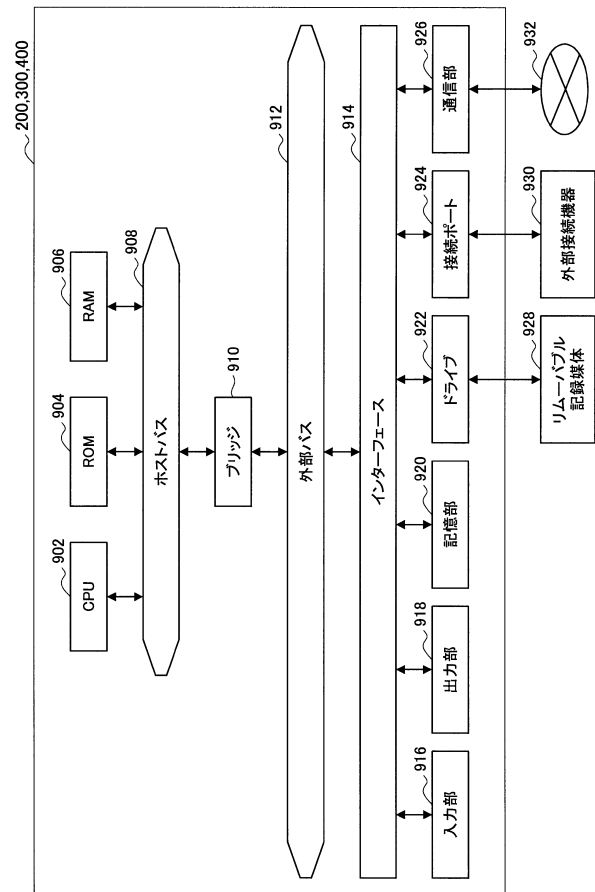 200,300,400
902
CPU
904
ROM
906
RAM
908
ホストバス
910
ブリッジ
912
外部バス
914
インターフェース
916
入力部
918
出力部
920
記憶部
922
ドライブ
924
接続ポート
926
通信部
928
リムーバブル
記録媒体
930
外部接続機器
932